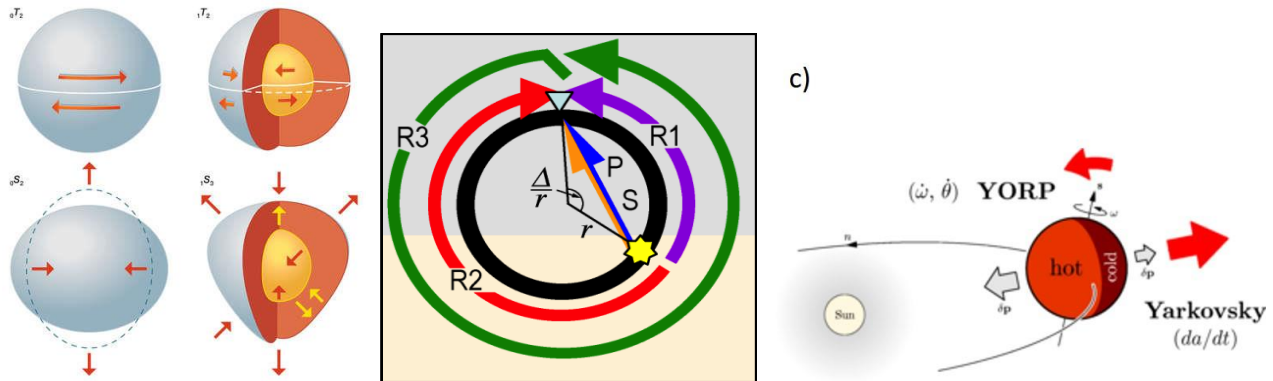 ₀T₂
₁T₂
₀S₂
₁S₃
R3
R1
P
S
Δ
r
r
R2
c)
(ω̇, θ̇) YORP
s
ω
n
hot
cold
δp
δp
Sun
Yarkovsky
(da/dt)